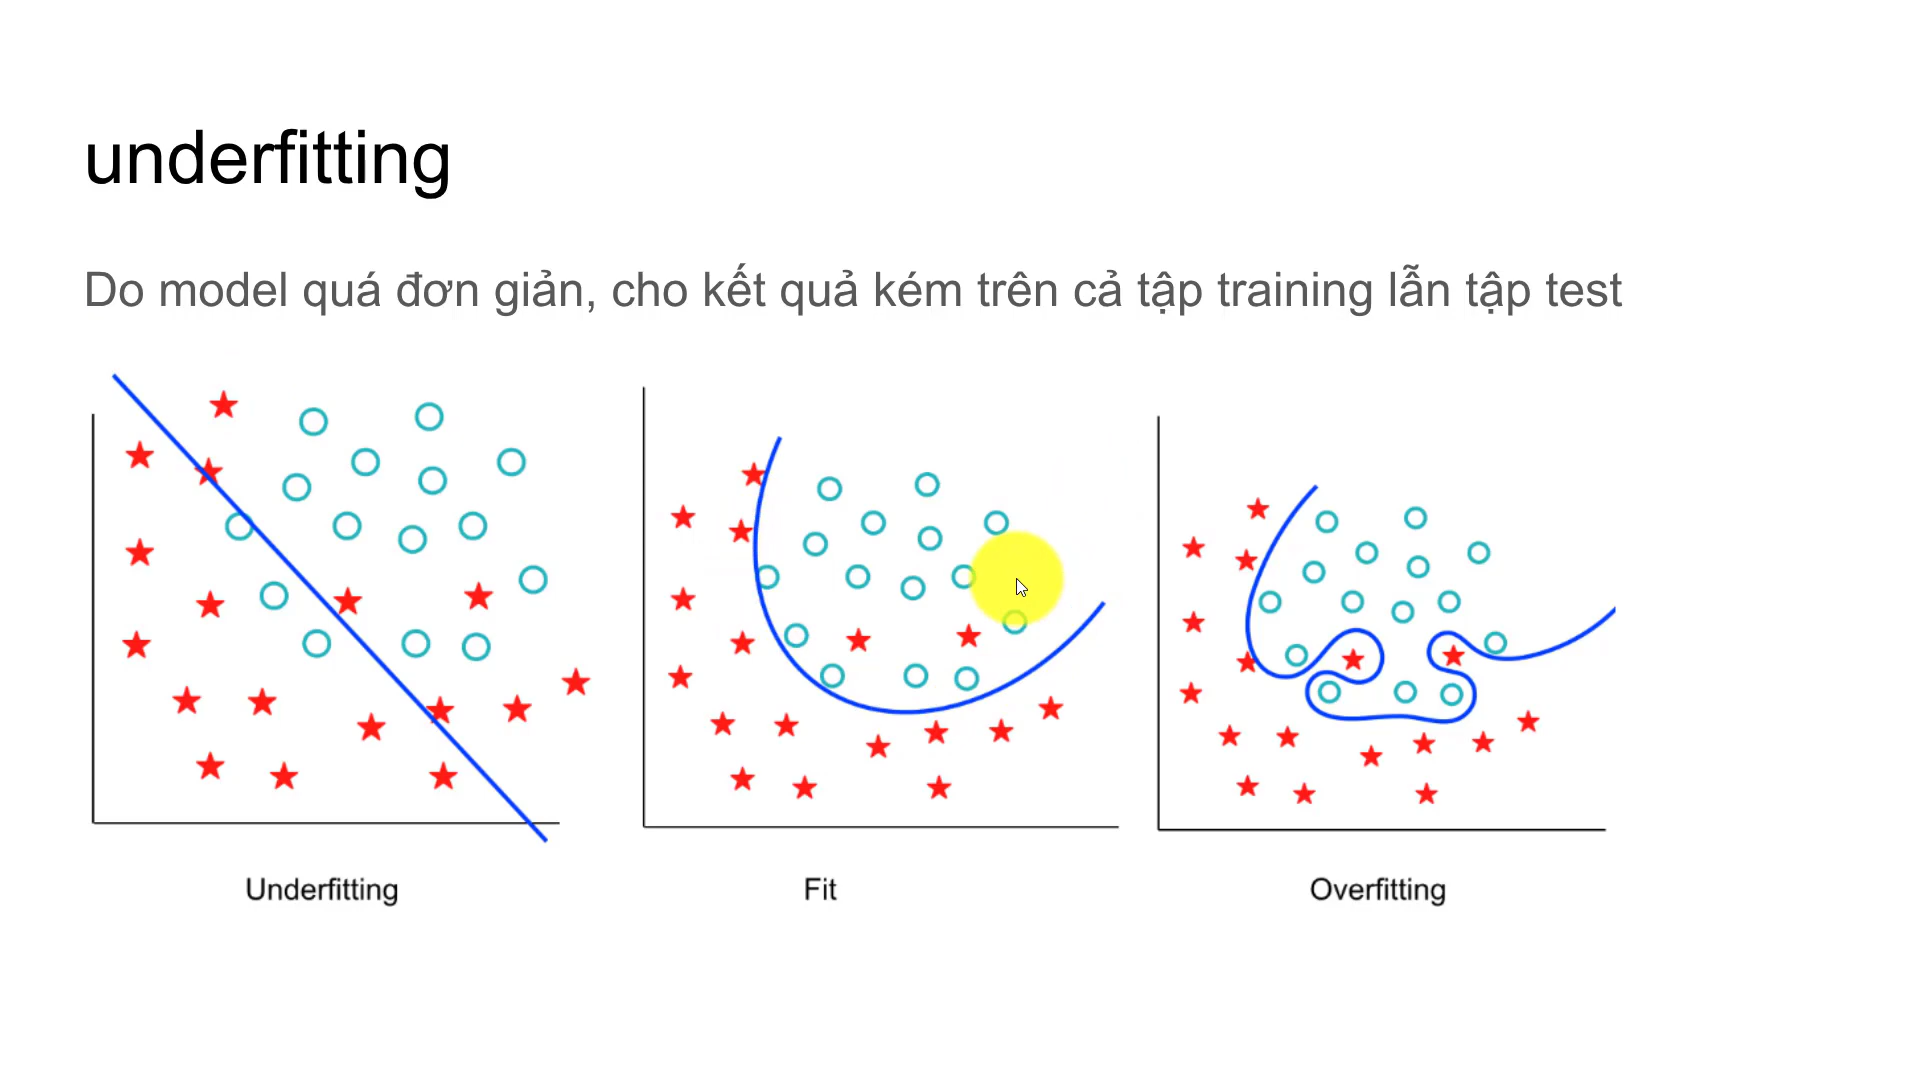 underfitting
Do model quá đơn giản, cho kết quả kém trên cả tập training lẫn tập test
Underfitting
Fit
Overfitting